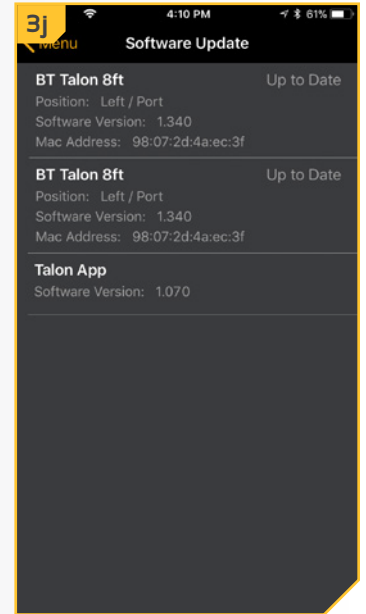 3j
4:10 PM
61%
Menu
Software Update
BT Talon 8ft
Up to Date
Position: Left / Port
Software Version: 1.340
Mac Address: 98:07:2d:4a:ec:3f
BT Talon 8ft
Up to Date
Position: Left / Port
Software Version: 1.340
Mac Address: 98:07:2d:4a:ec:3f
Talon App
Software Version: 1.070